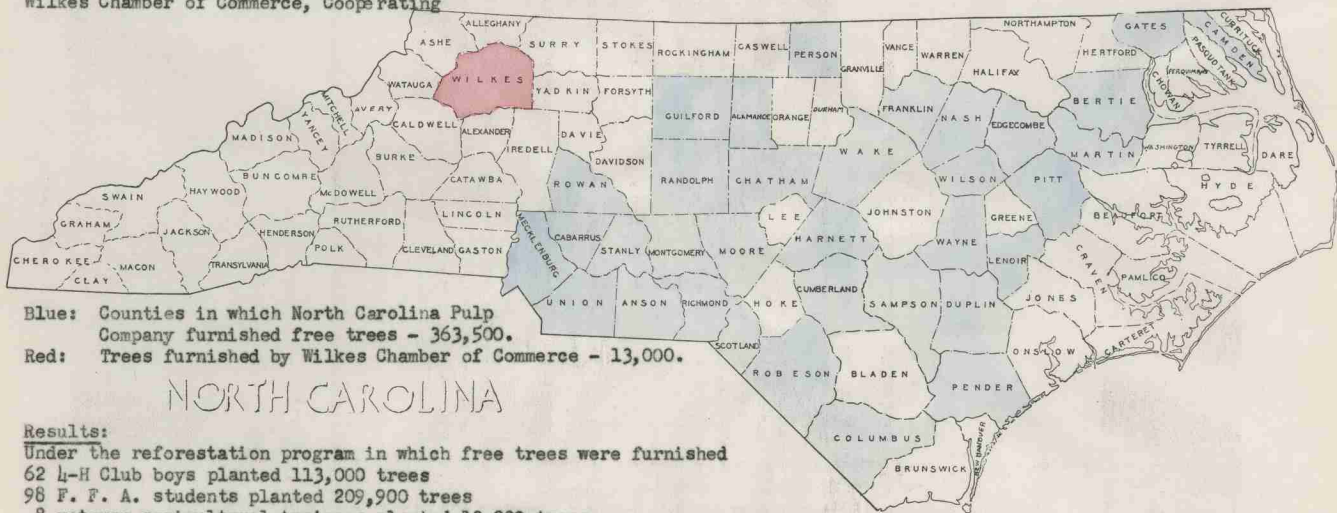 Wilkes Chamber of Commerce, Cooperating
ALLEGHANY
NORTHAMPTON
GATES
CURRITUCK
CAMDEN
ASHE
SURRY
STOKES
ROCKINGHAM
CASWELL
PERSON
VANCE
WARREN
HERTFORD
PASQUOTANK
GRANVILLE
HALIFAX
PERQUIMANS
CHOWAN
WATAUGA
WILKES
YADKIN
FORSYTH
MITCHELL
AVERY
BERTIE
GUILFORD
ALAMANCE
ORANGE
DURHAM
FRANKLIN
NASH
EDGECOMBE
YANCEY
CALDWELL
ALEXANDER
DAVIE
MADISON
IREDELL
DAVIDSON
MARTIN
WASHINGTON
TYRRELL
DARE
BURKE
WAKE
BUNCOMBE
McDOWELL
CATAWBA
ROWAN
RANDOLPH
CHATHAM
WILSON
PITT
HYDE
HAYWOOD
SWAIN
LINCOLN
LEE
JOHNSTON
GREENE
BEAUFORT
GRAHAM
JACKSON
HENDERSON
RUTHERFORD
MECKLENBURG
CABARRUS
STANLY
MONTGOMERY
MOORE
HARNETT
WAYNE
CHEROKEE
MACON
TRANSYLVANIA
POLK
CLEVELAND
GASTON
LENOIR
CRAVEN
PAMLICO
CLAY
UNION
ANSON
RICHMOND
HOKE
CUMBERLAND
SAMPSON
DUPLIN
JONES
CARTERET
SCOTLAND
ONSLOW
ROBESON
BLADEN
PENDER
COLUMBUS
NEW HANOVER
BRUNSWICK
Blue: Counties in which North Carolina Pulp
Company furnished free trees - 363,500.
Red: Trees furnished by Wilkes Chamber of Commerce - 13,000.
NORTH CAROLINA
Results:
Under the reforestation program in which free trees were furnished
62 4-H Club boys planted 113,000 trees
98 F. F. A. students planted 209,900 trees